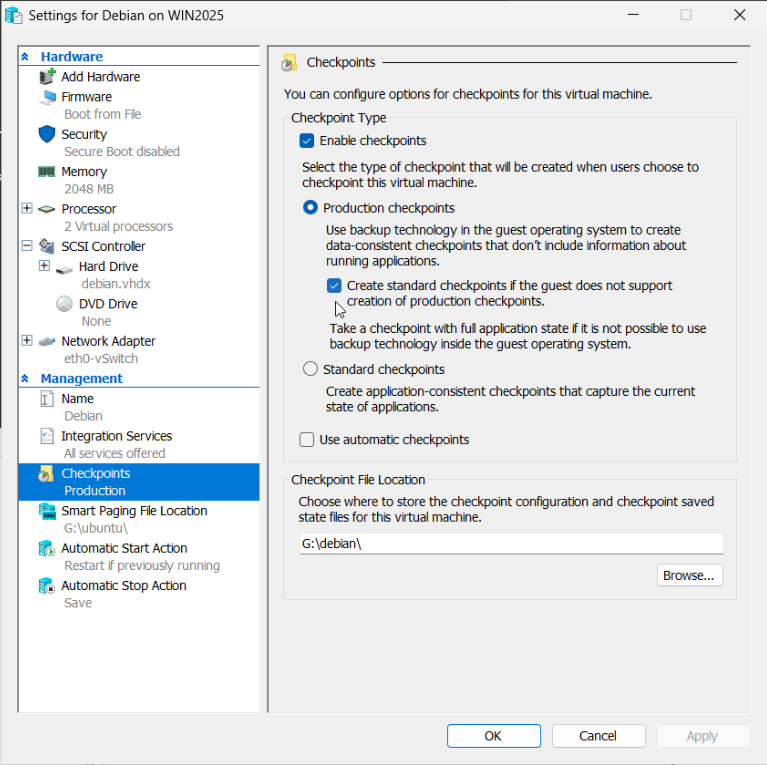 Settings for Debian on WIN2025
Hardware
Add Hardware
Firmware
Boot from File
Security
Secure Boot disabled
Memory
2048 MB
Processor
2 Virtual processors
SCSI Controller
Hard Drive
debian.vhdx
DVD Drive
None
Network Adapter
eth0-vSwitch
Management
Name
Debian
Integration Services
All services offered
Checkpoints
Production
Smart Paging File Location
G:\ubuntu\
Automatic Start Action
Restart if previously running
Automatic Stop Action
Save
Checkpoints
You can configure options for checkpoints for this virtual machine.
Checkpoint Type
Enable checkpoints
Select the type of checkpoint that will be created when users choose to
checkpoint this virtual machine.
Production checkpoints
Use backup technology in the guest operating system to create
data-consistent checkpoints that don't include information about
running applications.
Create standard checkpoints if the guest does not support
creation of production checkpoints.
Take a checkpoint with full application state if it is not possible to use
backup technology inside the guest operating system.
Standard checkpoints
Create application-consistent checkpoints that capture the current
state of applications.
Use automatic checkpoints
Checkpoint File Location
Choose where to store the checkpoint configuration and checkpoint saved
state files for this virtual machine.
G:\debian\
Browse...
OK
Cancel
Apply